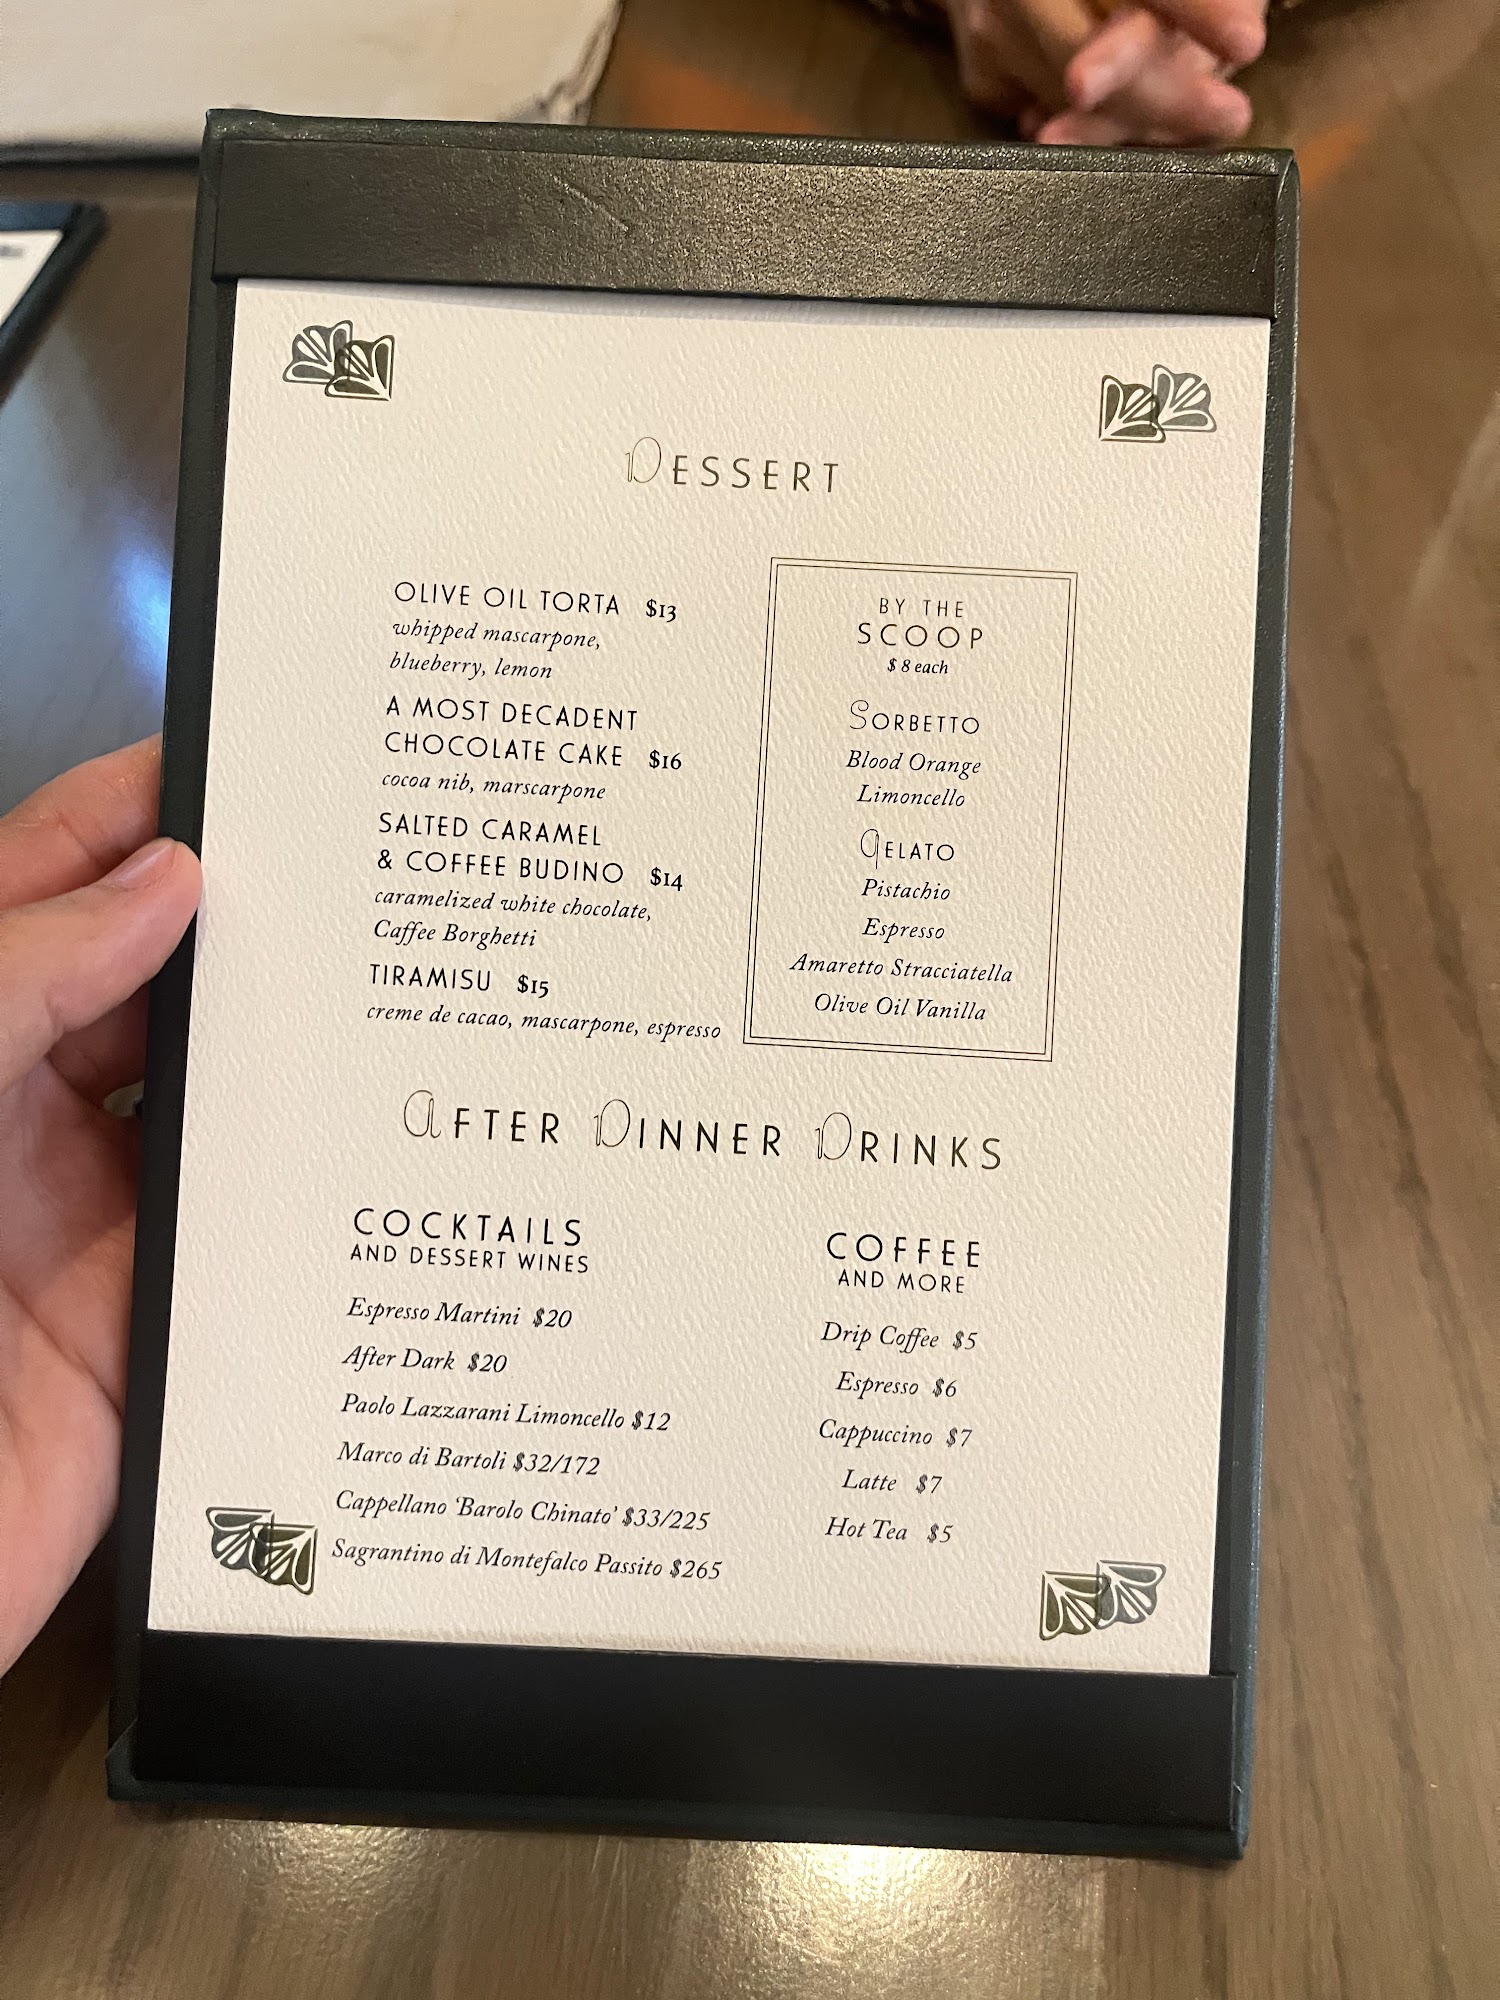 DESSERT
OLIVE OIL TORTA $13
whipped mascarpone,
blueberry, lemon
A MOST DECADENT
CHOCOLATE CAKE $16
cocoa nib, marscarpone
SALTED CARAMEL
& COFFEE BUDINO $14
caramelized white chocolate,
Caffee Borghetti
TIRAMISU $15
creme de cacao, mascarpone, espresso
BY THE
SCOOP
$8 each
SORBETTO
Blood Orange
Limoncello
GELATO
Pistachio
Espresso
Amaretto Stracciatella
Olive Oil Vanilla
AFTER DINNER DRINKS
COCKTAILS
AND DESSERT WINES
Espresso Martini $20
After Dark $20
Paolo Lazzarani Limoncello $12
Marco di Bartoli $32/172
Cappellano ‘Barolo Chinato’ $33/225
Sagrantino di Montefalco Passito $265
COFFEE
AND MORE
Drip Coffee $5
Espresso $6
Cappuccino $7
Latte $7
Hot Tea $5